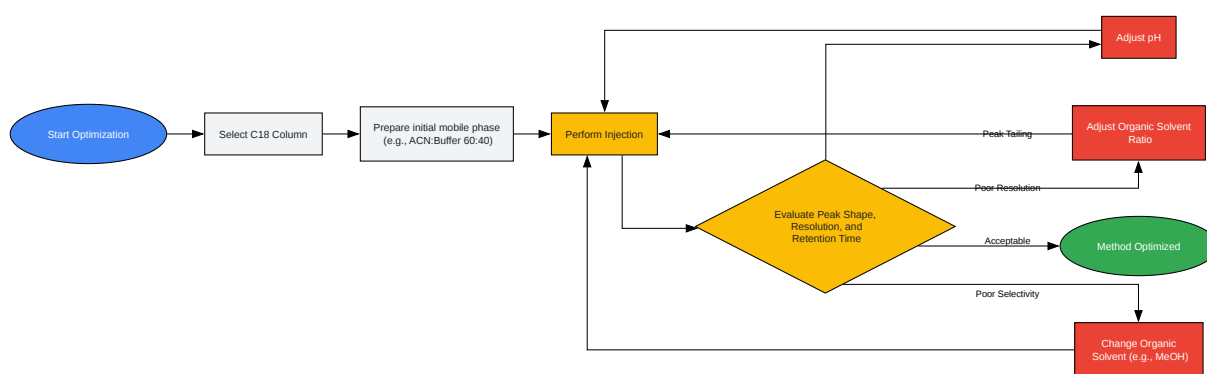 Start Optimization
Select C18 Column
Prepare initial mobile phase
(e.g., ACN:Buffer 60:40)
Perform Injection
Evaluate Peak Shape,
Resolution, and
Retention Time
Adjust pH
Peak Tailing
Adjust Organic Solvent
Ratio
Poor Resolution
Acceptable
Method Optimized
Poor Selectivity
Change Organic
Solvent (e.g., MeOH)